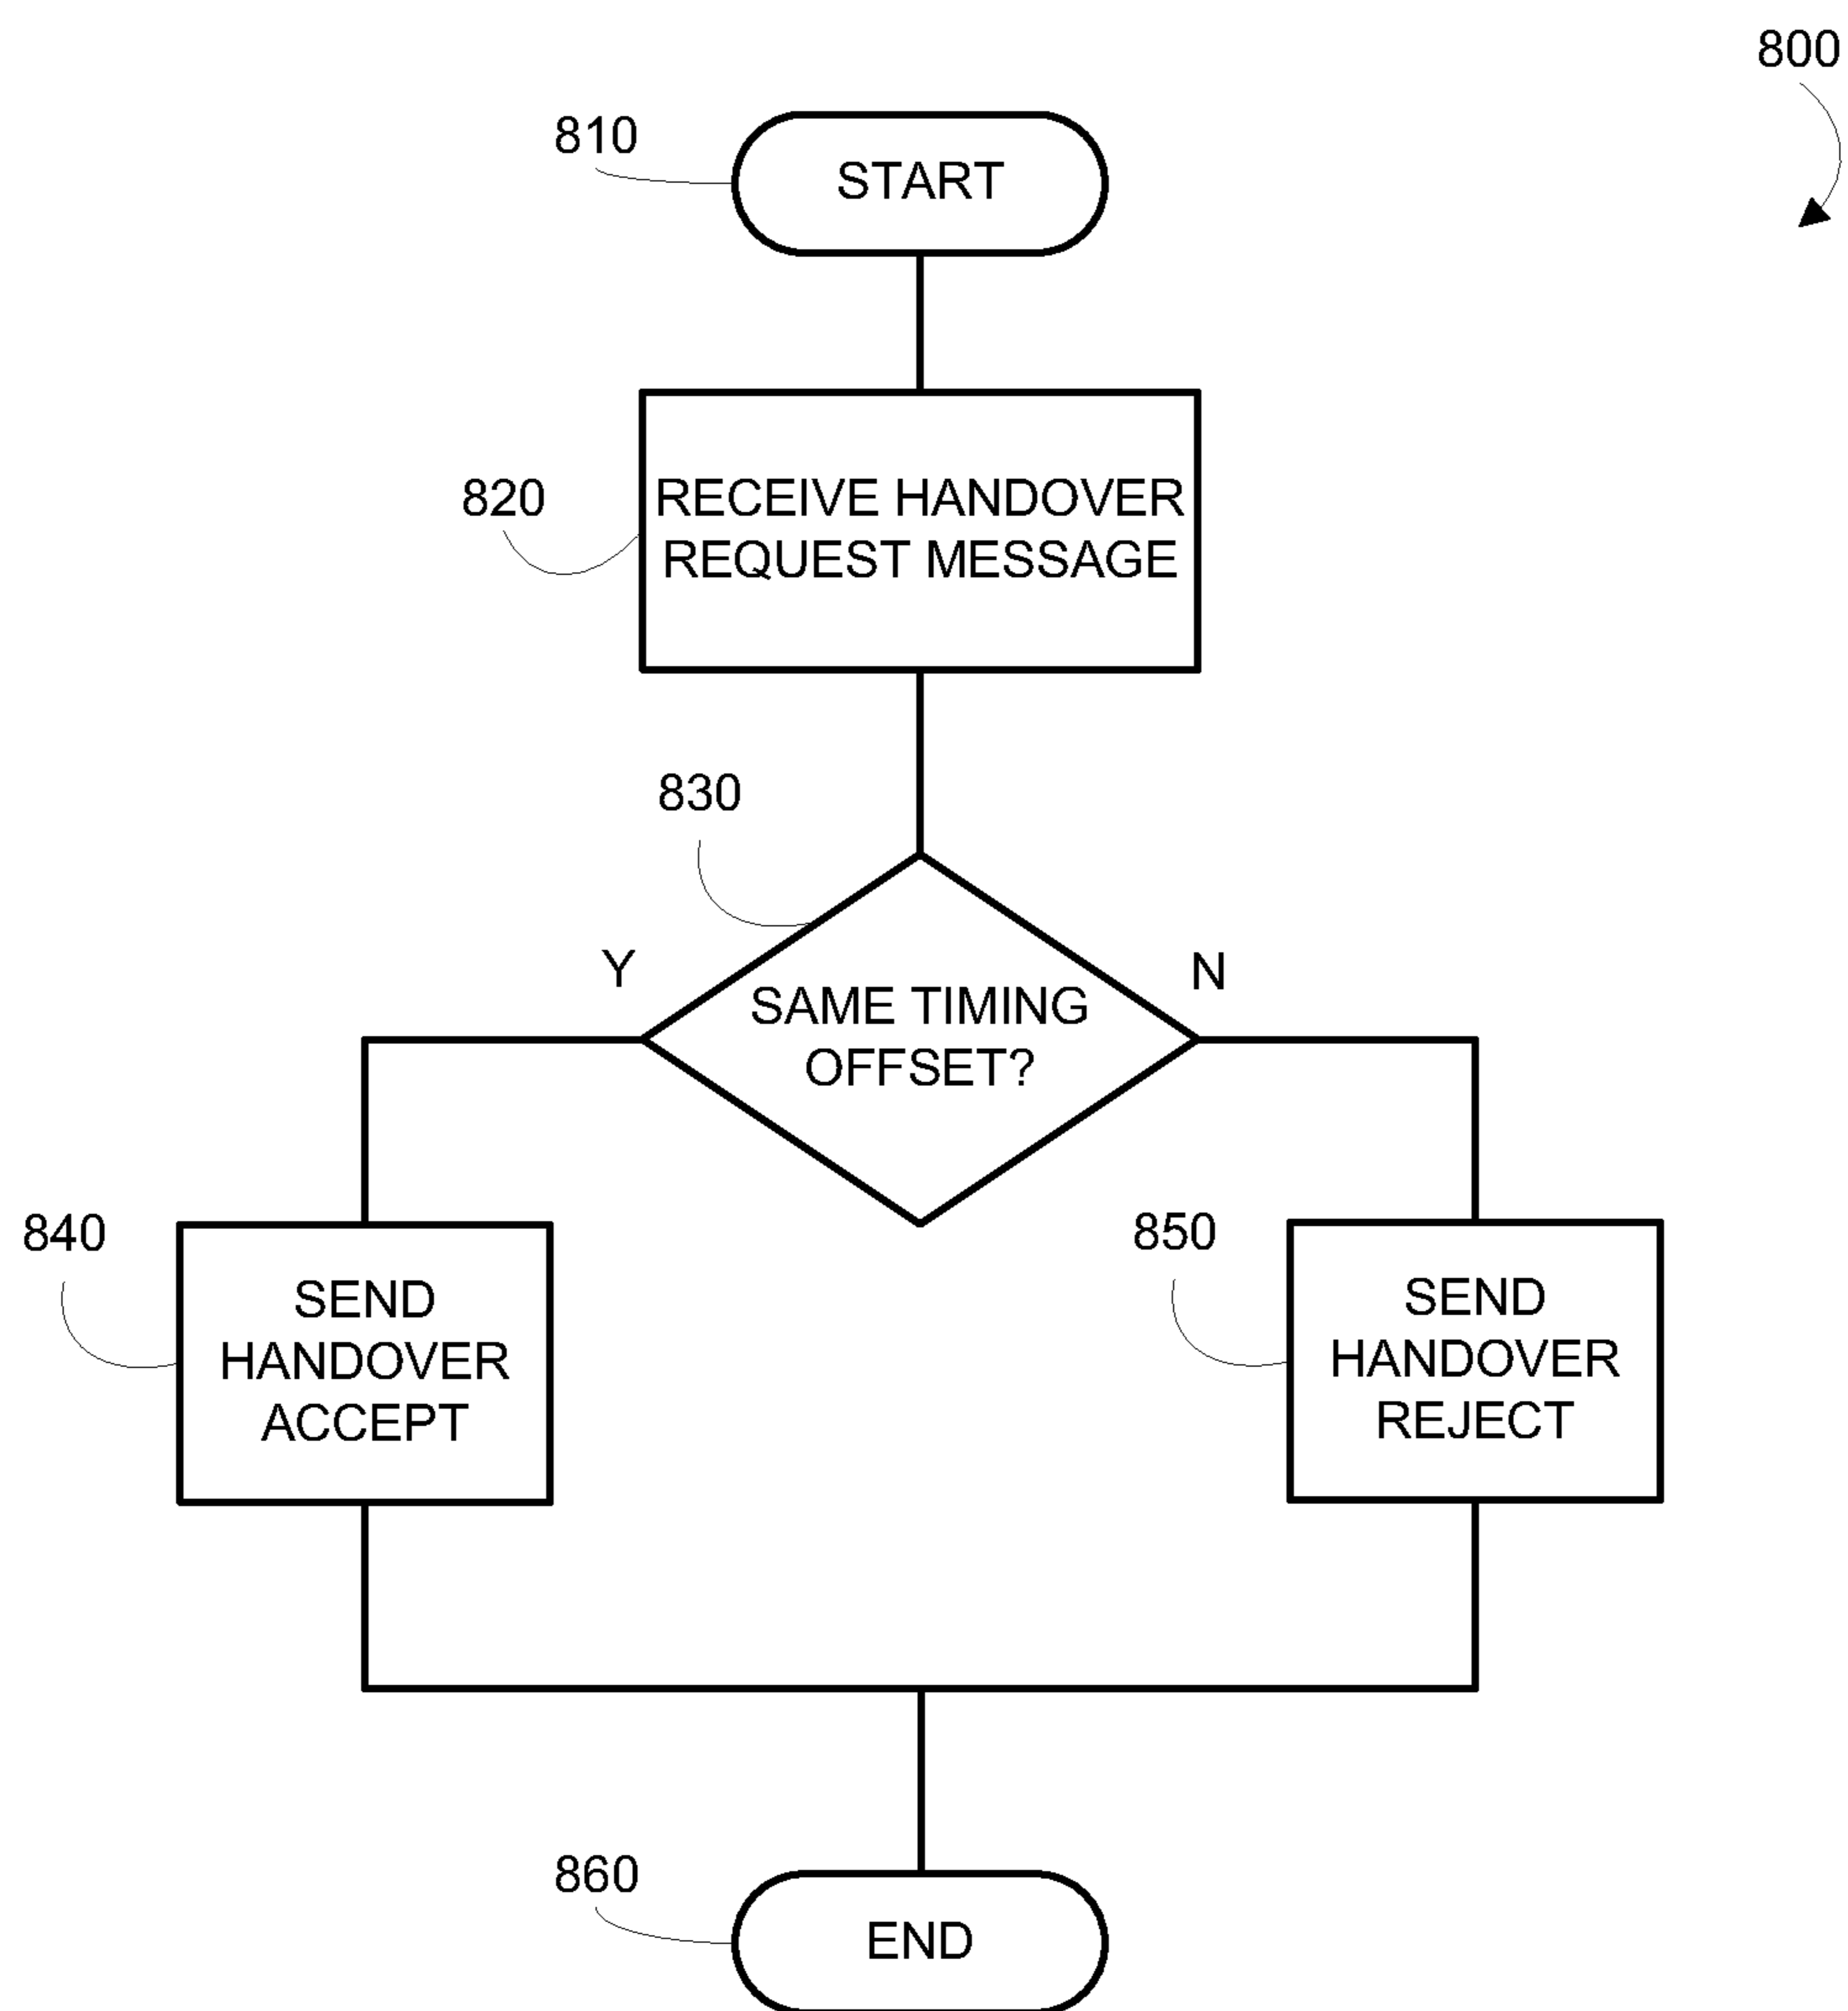 800
810
START
820
RECEIVE HANDOVER
REQUEST MESSAGE
830
Y
N
SAME TIMING
OFFSET?
840
SEND
HANDOVER
ACCEPT
850
SEND
HANDOVER
REJECT
860
END